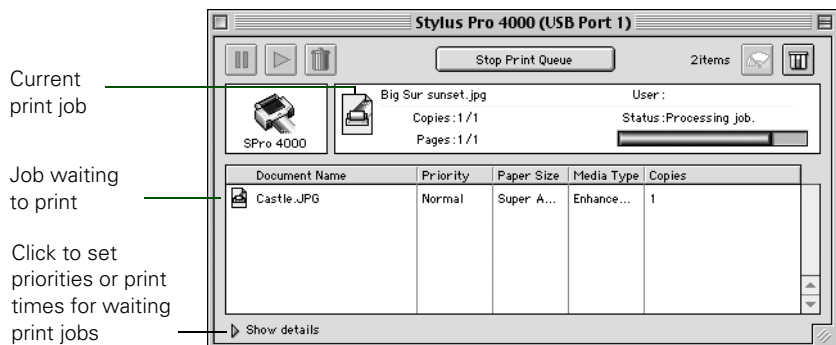 Stylus Pro 4000 (USB Port 1)
Stop Print Queue
2items
Current
print job
Big Sur sunset.jpg
User:
Copies:1/1
Status:Processing job.
Pages:1/1
SPro 4000
Job waiting
to print
Document Name Priority Paper Size Media Type Copies
Castle.JPG Normal Super A... Enhance... 1
Click to set
priorities or print
times for waiting
print jobs
Show details